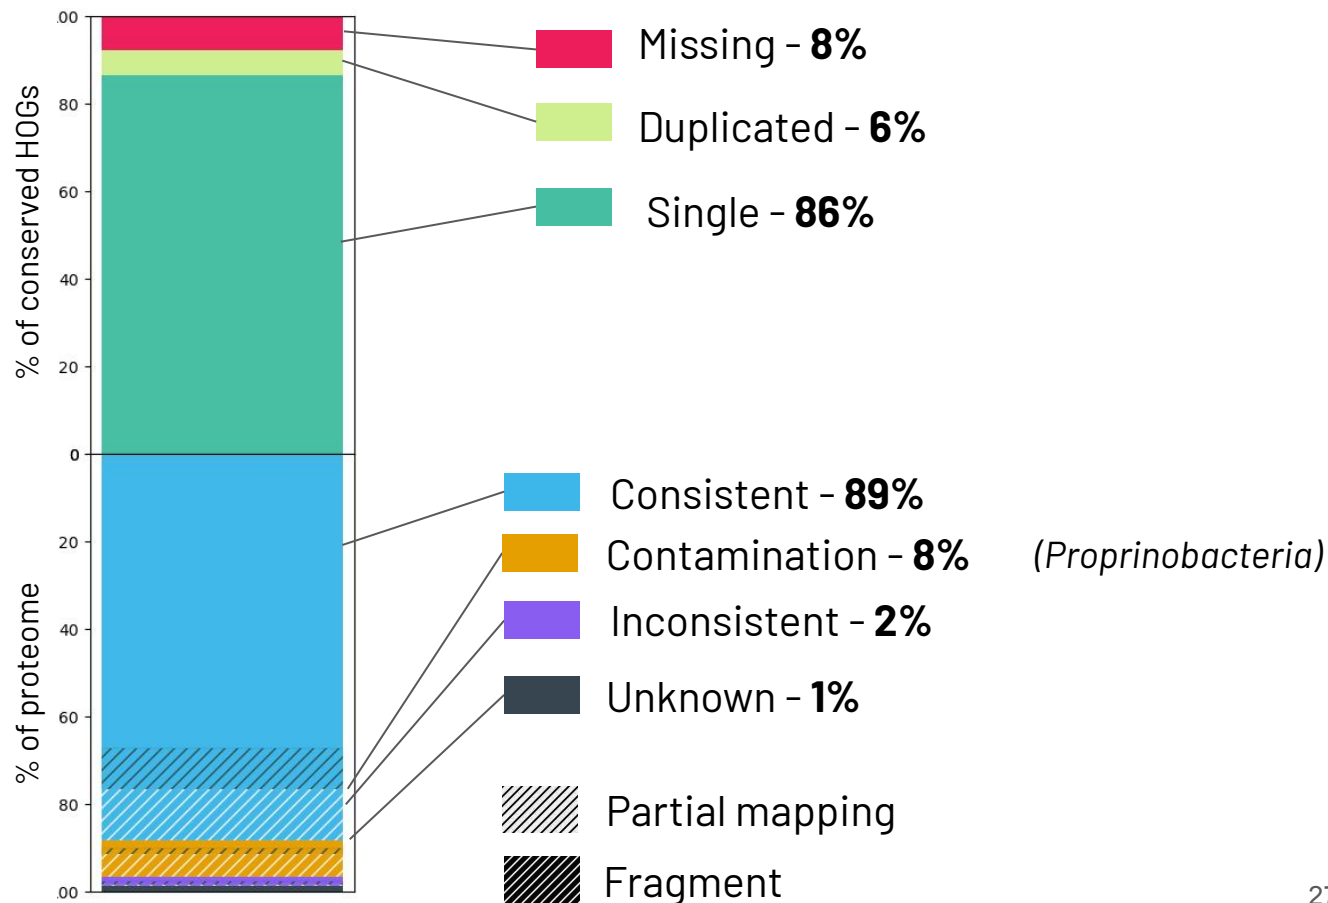 .00
80
60
40
20
0
20
40
60
80
.00
% of conserved HOGs
% of proteome
Missing - 8%
Duplicated - 6%
Single - 86%
Consistent - 89%
Contamination - 8% (Proprinobacteria)
Inconsistent - 2%
Unknown - 1%
Partial mapping
Fragment
27